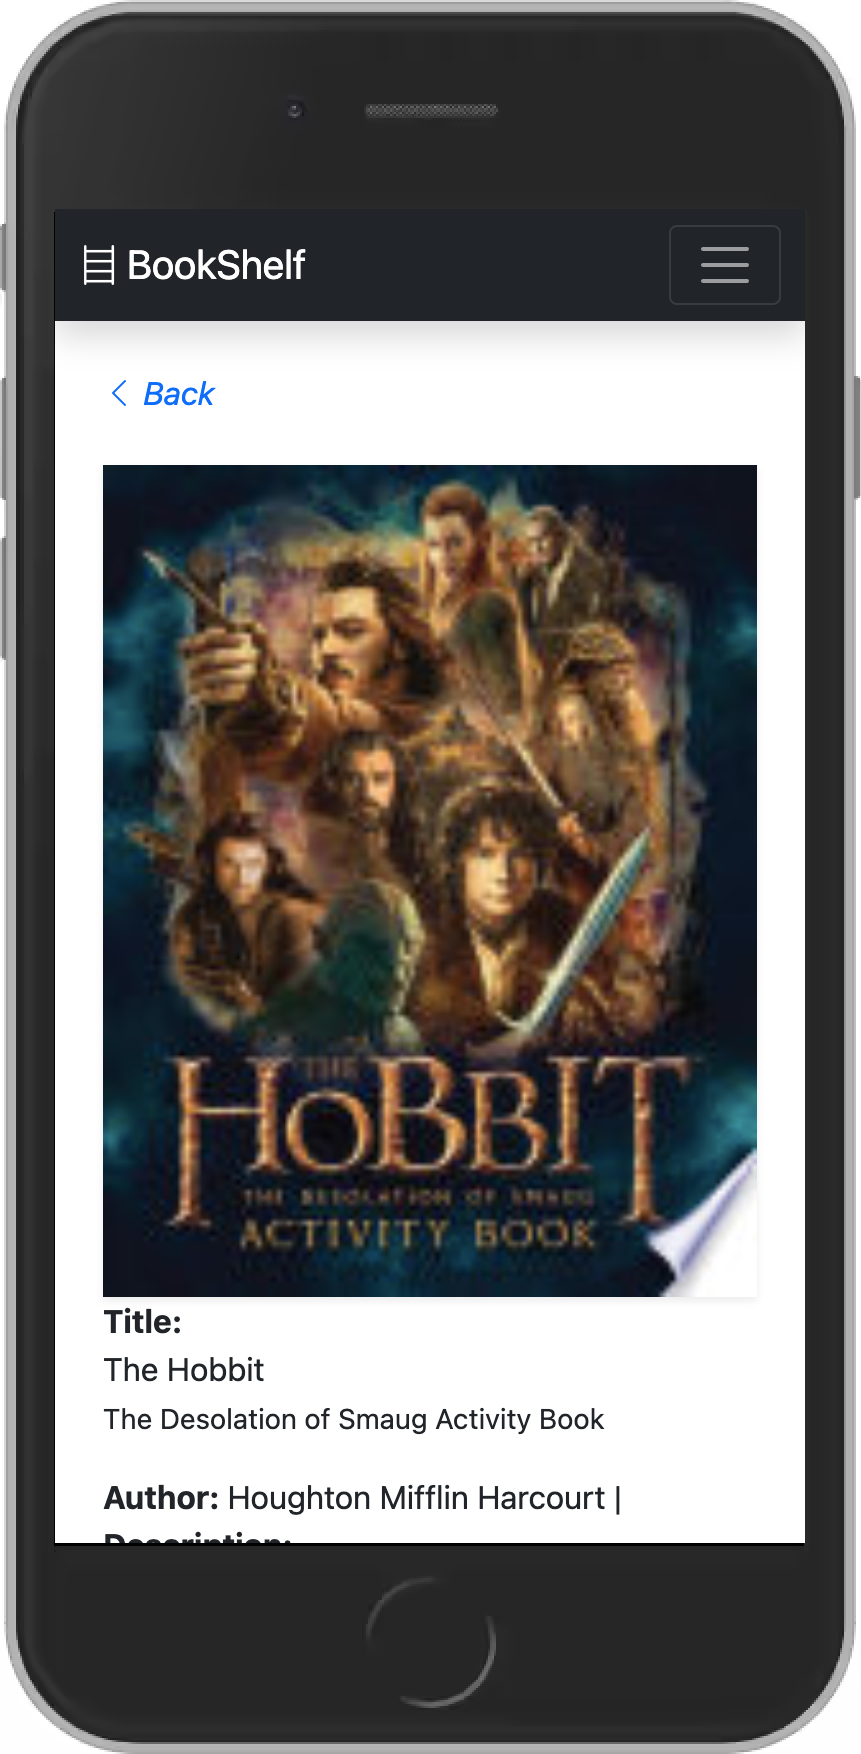 BookShelf
Back
THE
HOBBIT
THE DESOLATION OF SMAUG
ACTIVITY BOOK
Title:
The Hobbit
The Desolation of Smaug Activity Book
Author: Houghton Mifflin Harcourt |
Description: